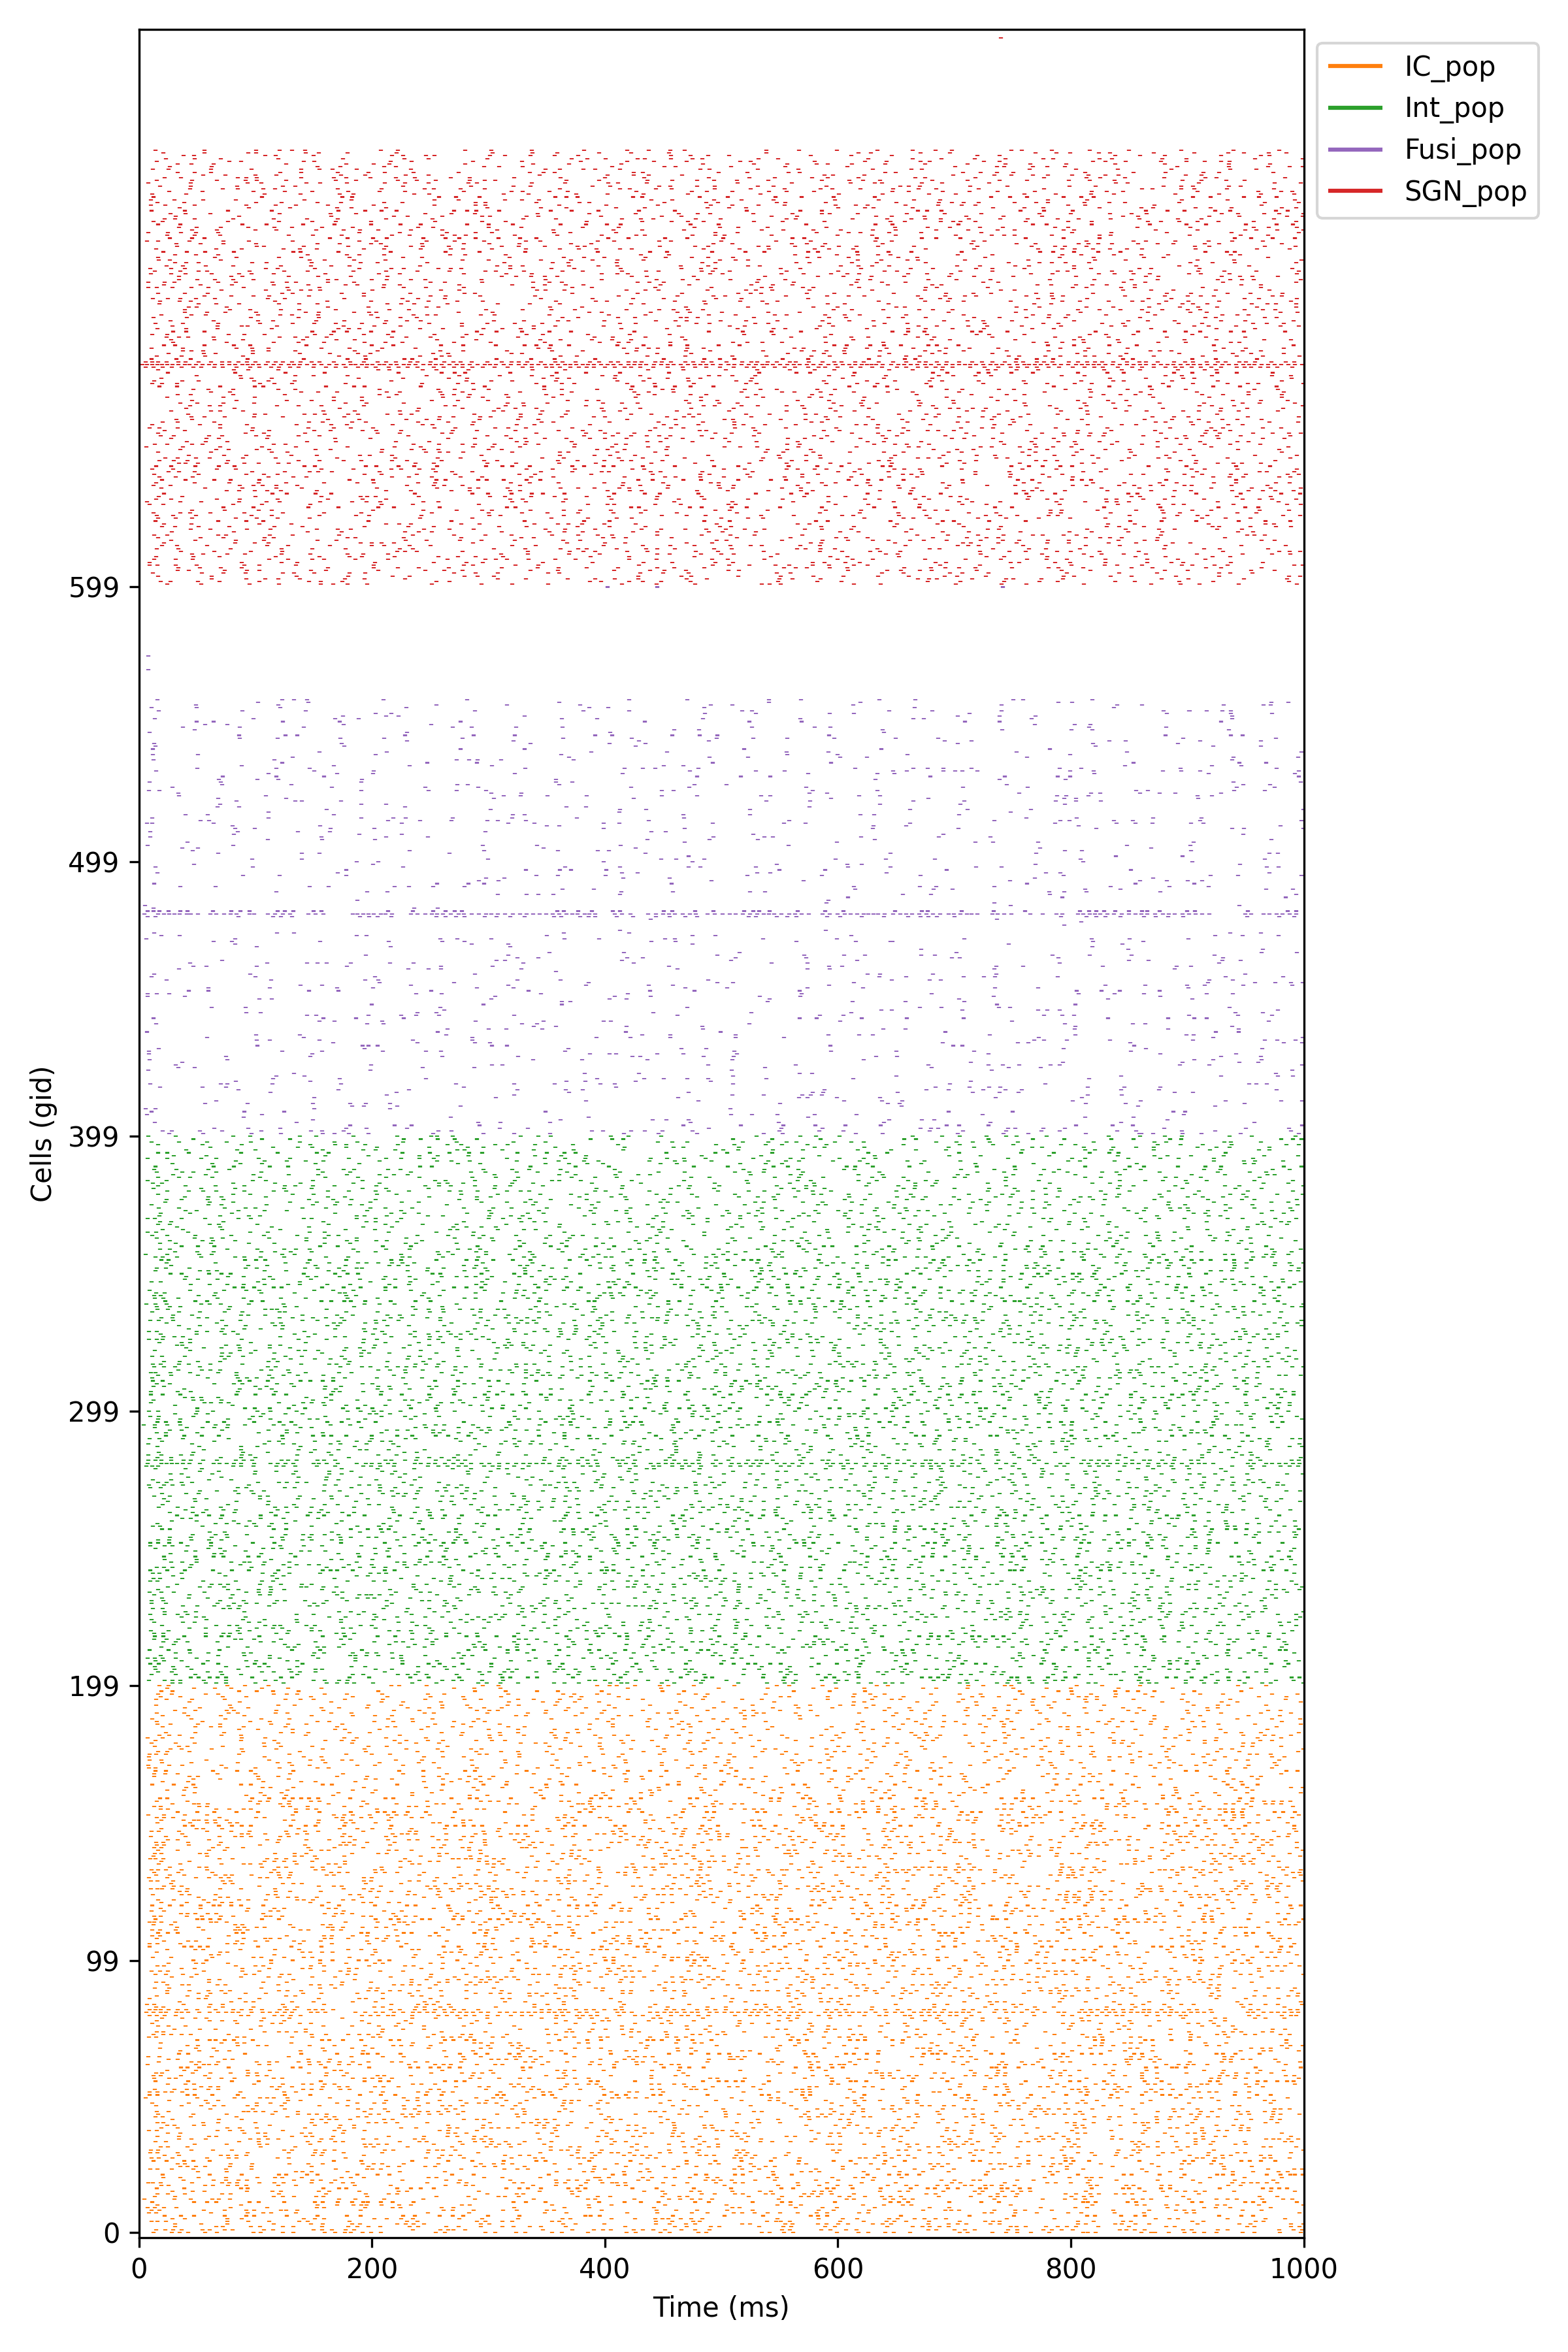 IC_pop
Int_pop
Fusi_pop
SGN_pop
599
499
399
299
199
99
0
Cells (gid)
0 200 400 600 800 1000
Time (ms)